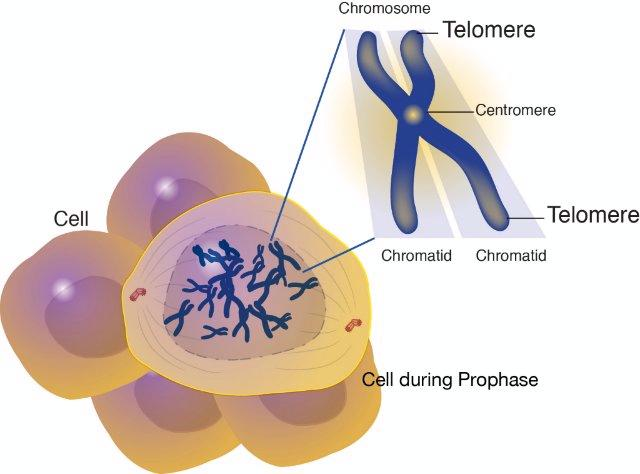 Chromosome
Telomere
Centromere
Telomere
Cell
Chromatid
Chromatid
Cell during Prophase